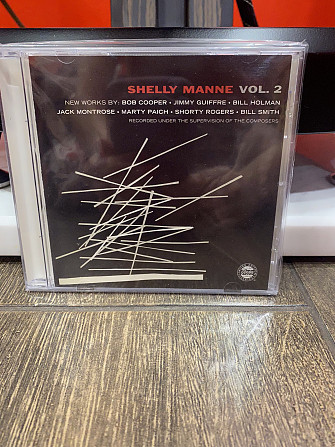 SHELLY MANNE VOL. 2
NEW WORKS BY: BOB COOPER • JIMMY GIUFFRE • BILL HOLMAN
JACK MONTROSE • MARTY PAICH • SHORTY ROGERS • BILL SMITH
RECORDED UNDER THE SUPERVISION OF THE COMPOSERS